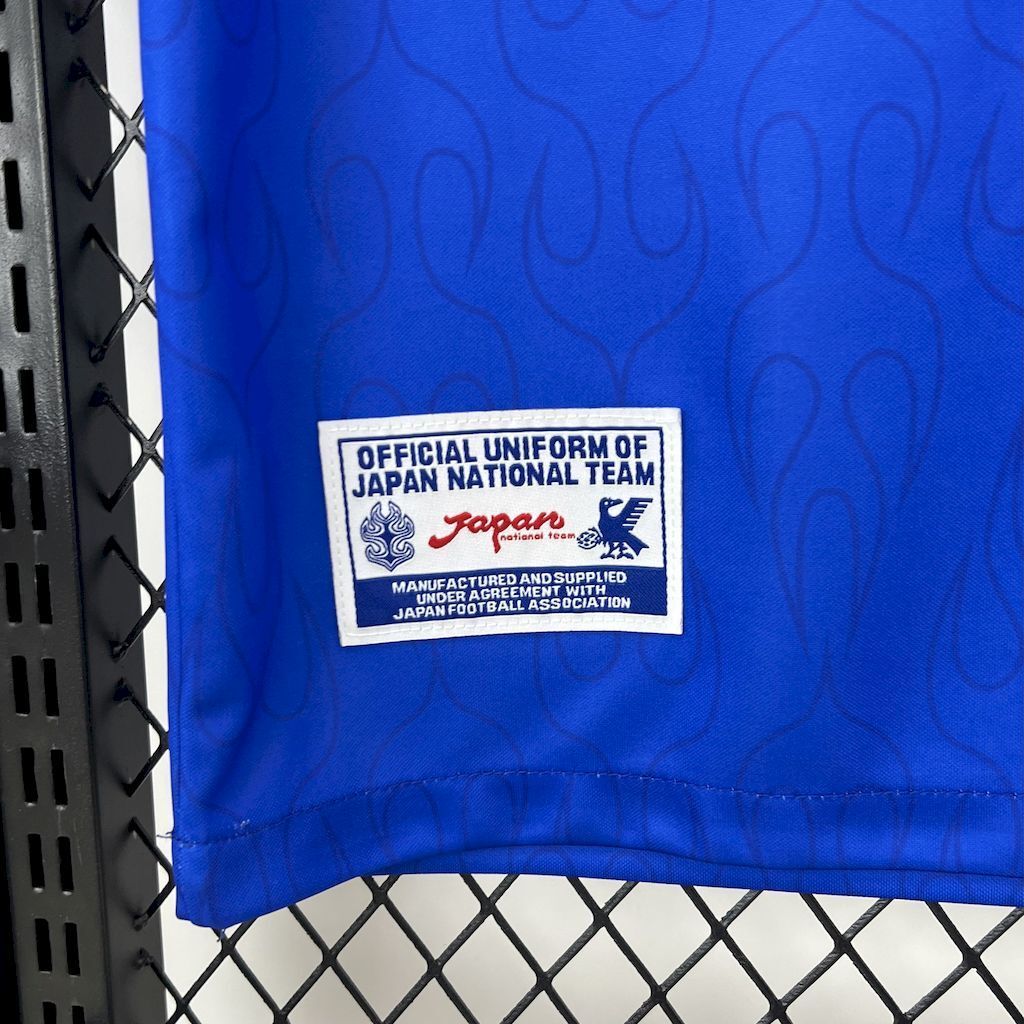 OFFICIAL UNIFORM OF
JAPAN NATIONAL TEAM
Japan
national team
MANUFACTURED AND SUPPLIED
UNDER AGREEMENT WITH
JAPAN FOOTBALL ASSOCIATION